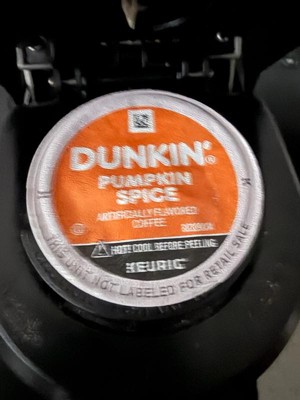 DUNKIN'®
PUMPKIN
SPICE
ARTIFICIALLY FLAVORED
COFFEE
HOT! COOL BEFORE PEELING
KEURIG
THIS UNIT NOT LABELED FOR RETAIL SALE